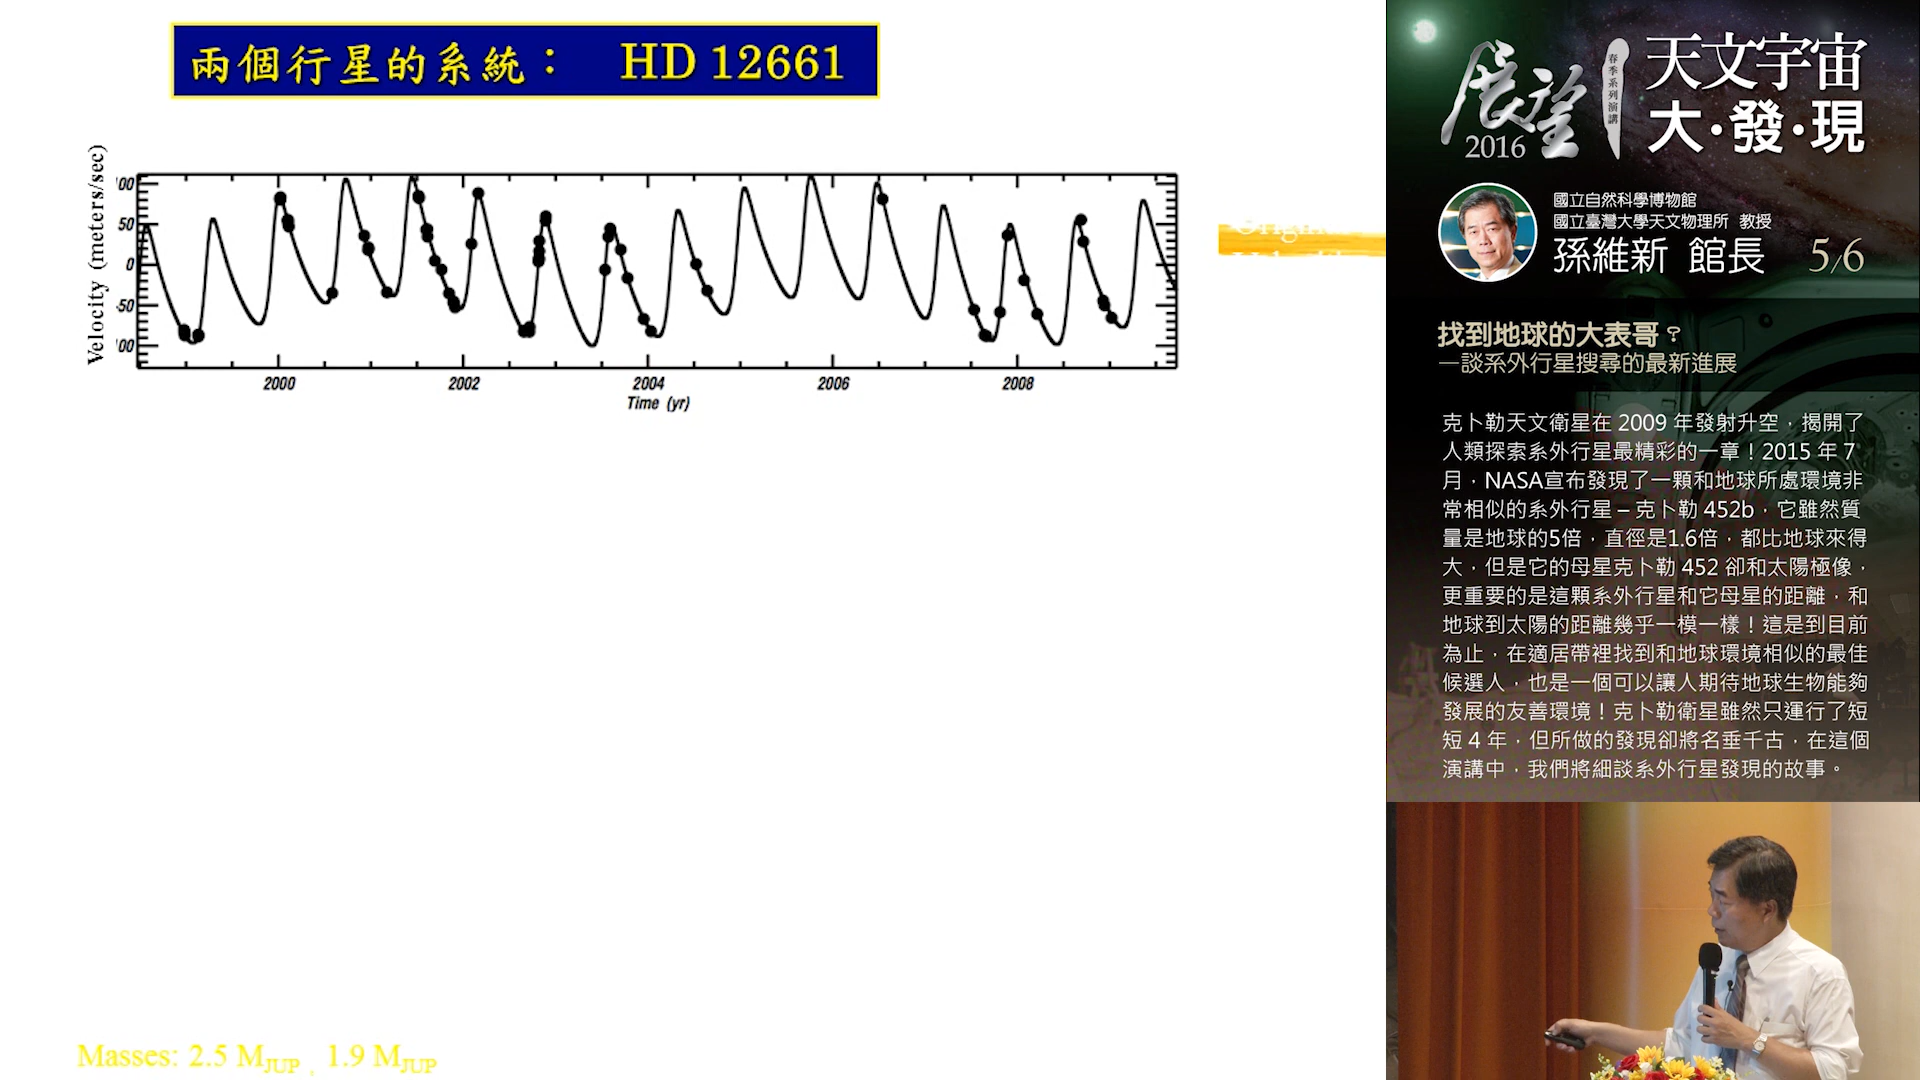 兩個行星的系統： HD 12661
Velocity (meters/sec)
00
50
0
-50
00
2000
2002
2004
2006
2008
Time (yr)
Masses: 2.5 MJUP , 1.9 MJUP
展望
2016
春季系列演講
天文宇宙
大·發·現
國立自然科學博物館
國立臺灣大學天文物理所 教授
孫維新 館長
5/6
找到地球的大表哥？
—談系外行星搜尋的最新進展
克卜勒天文衛星在 2009 年發射升空，揭開了
人類探索系外行星最精彩的一章！2015 年 7
月，NASA宣布發現了一顆和地球所處環境非
常相似的系外行星 – 克卜勒 452b，它雖然質
量是地球的5倍，直徑是1.6倍，都比地球來得
大，但是它的母星克卜勒 452 卻和太陽極像，
更重要的是這顆系外行星和它母星的距離，和
地球到太陽的距離幾乎一模一樣！這是到目前
為止，在適居帶裡找到和地球環境相似的最佳
候選人，也是一個可以讓人期待地球生物能夠
發展的友善環境！克卜勒衛星雖然只運行了短
短 4 年，但所做的發現卻將名垂千古，在這個
演講中，我們將細談系外行星發現的故事。